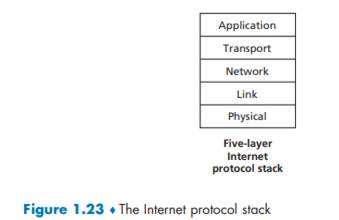 Application
Transport
Network
Link
Physical
Five-layer
Internet
protocol stack
Figure 1.23 ♦ The Internet protocol stack